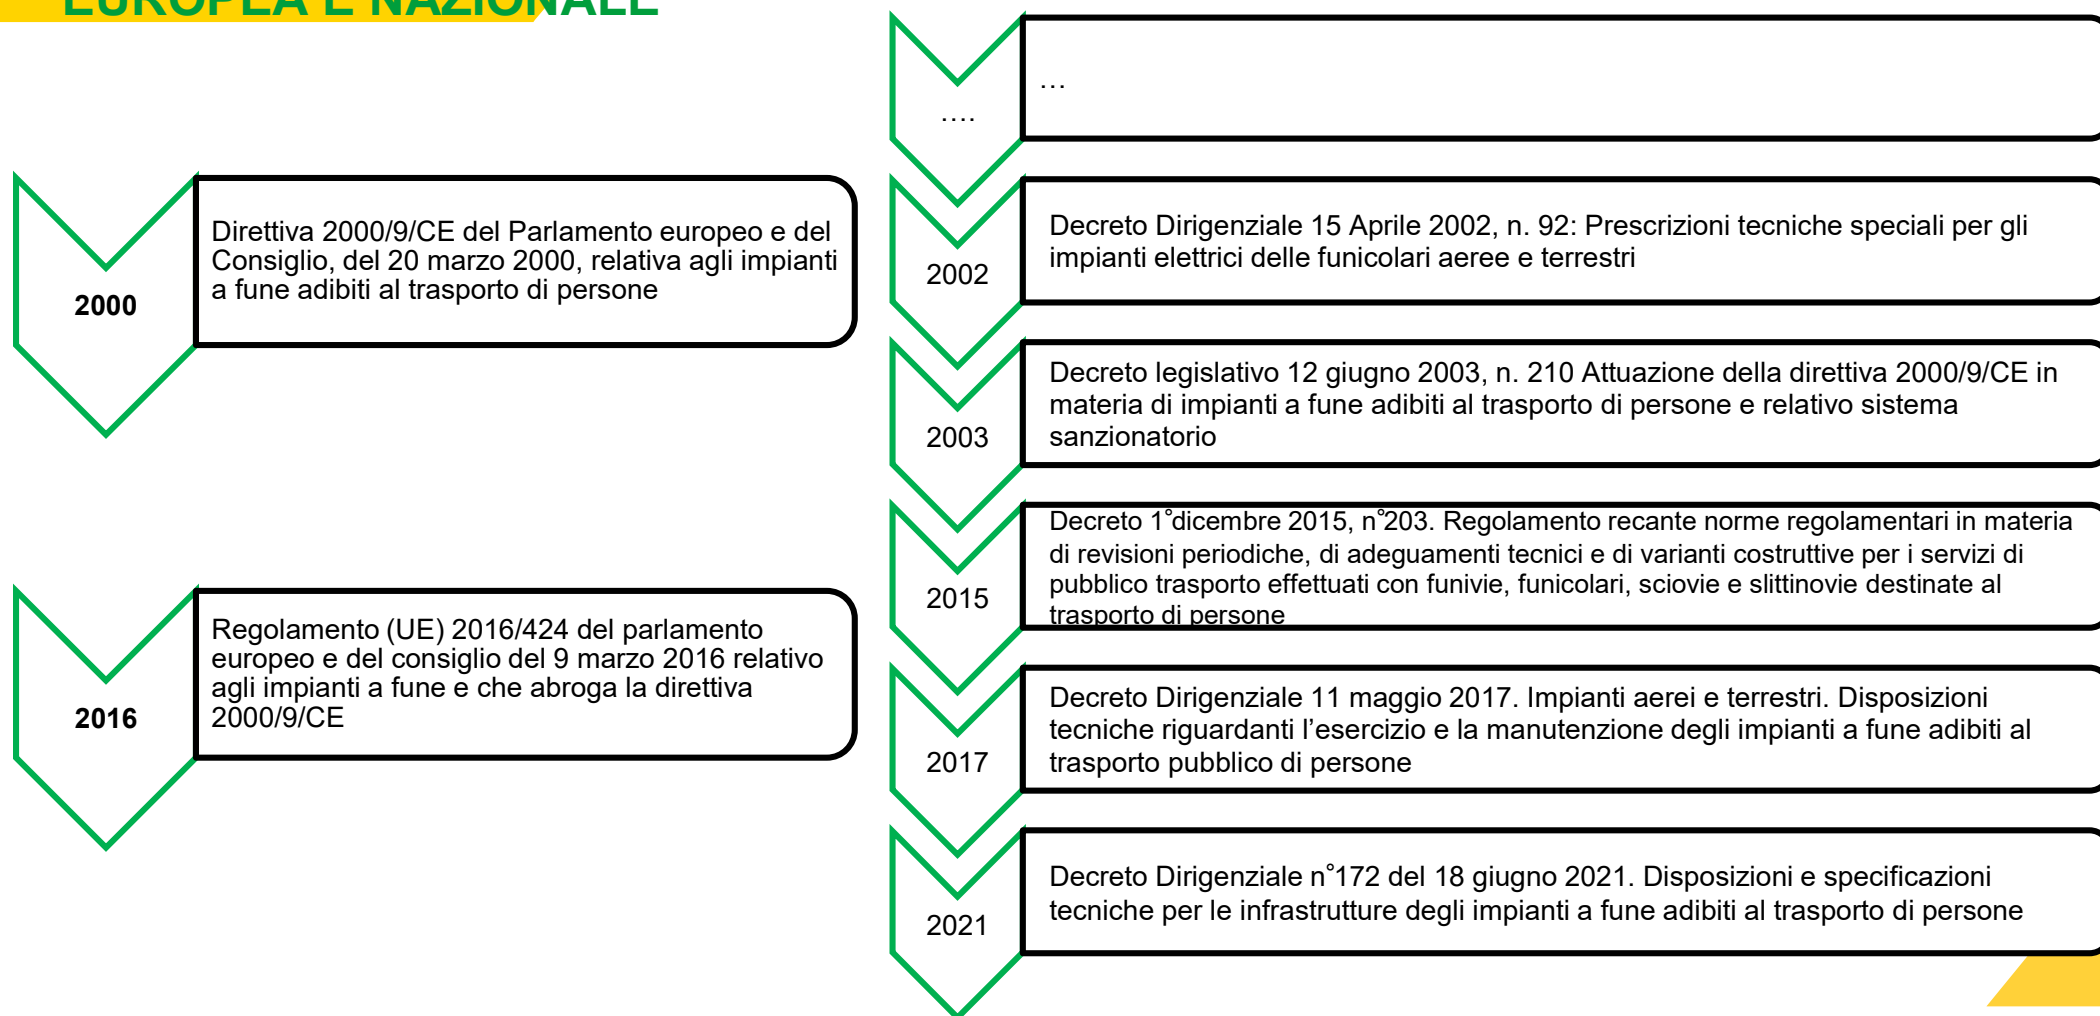 EUROPEA E NAZIONALE
2000
Direttiva 2000/9/CE del Parlamento europeo e del
Consiglio, del 20 marzo 2000, relativa agli impianti
a fune adibiti al trasporto di persone
2016
Regolamento (UE) 2016/424 del parlamento
europeo e del consiglio del 9 marzo 2016 relativo
agli impianti a fune e che abroga la direttiva
2000/9/CE
….
…
2002
Decreto Dirigenziale 15 Aprile 2002, n. 92: Prescrizioni tecniche speciali per gli
impianti elettrici delle funicolari aeree e terrestri
2003
Decreto legislativo 12 giugno 2003, n. 210 Attuazione della direttiva 2000/9/CE in
materia di impianti a fune adibiti al trasporto di persone e relativo sistema
sanzionatorio
2015
Decreto 1°dicembre 2015, n°203. Regolamento recante norme regolamentari in materia
di revisioni periodiche, di adeguamenti tecnici e di varianti costruttive per i servizi di
pubblico trasporto effettuati con funivie, funicolari, sciovie e slittinovie destinate al
trasporto di persone
2017
Decreto Dirigenziale 11 maggio 2017. Impianti aerei e terrestri. Disposizioni
tecniche riguardanti l’esercizio e la manutenzione degli impianti a fune adibiti al
trasporto pubblico di persone
2021
Decreto Dirigenziale n°172 del 18 giugno 2021. Disposizioni e specificazioni
tecniche per le infrastrutture degli impianti a fune adibiti al trasporto di persone